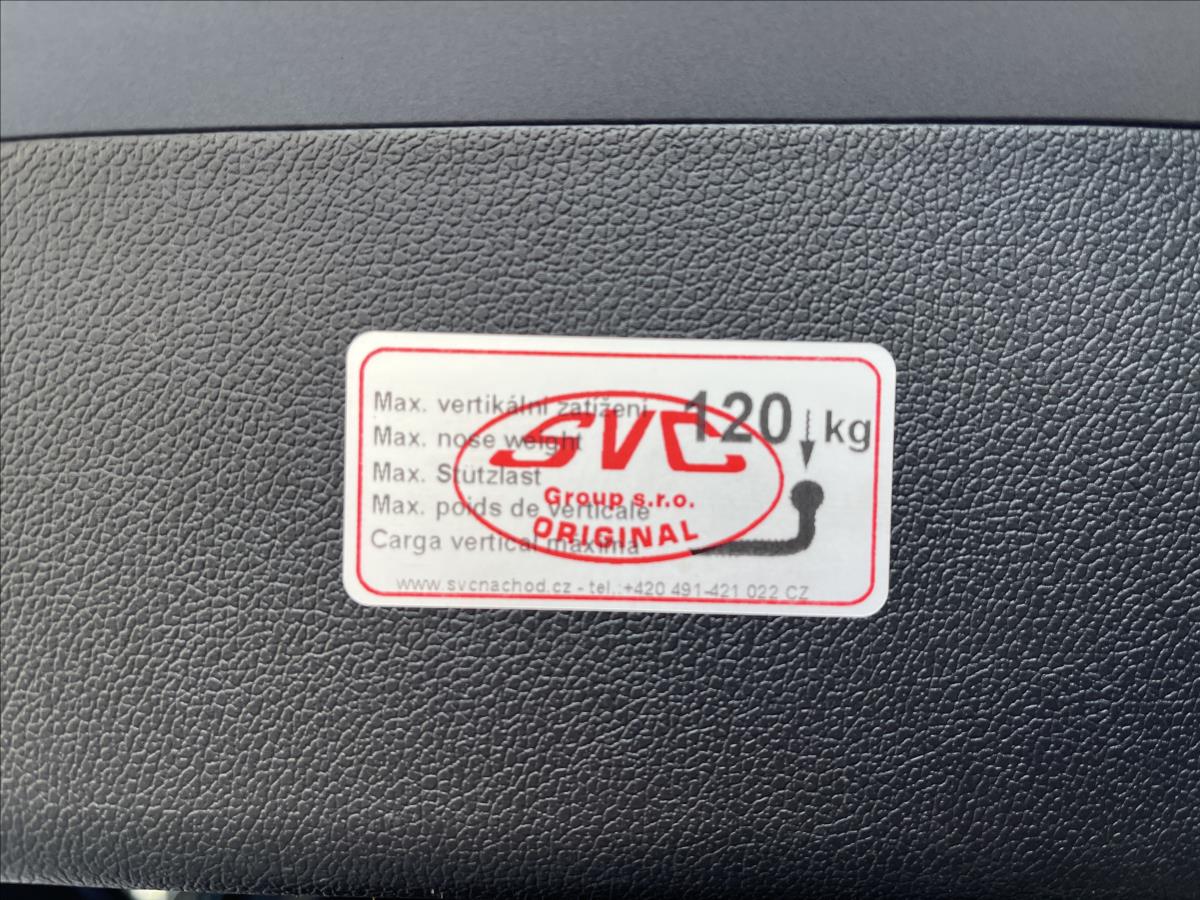 Max. vertikální zatížení 120 kg
Max. nose weight
Max. Stützlast
Max. poids de verticale
Carga vertical máxima
SVC
Group s.r.o.
ORIGINAL
www.svcnachod.cz - tel.:+420 491-421 022 CZ